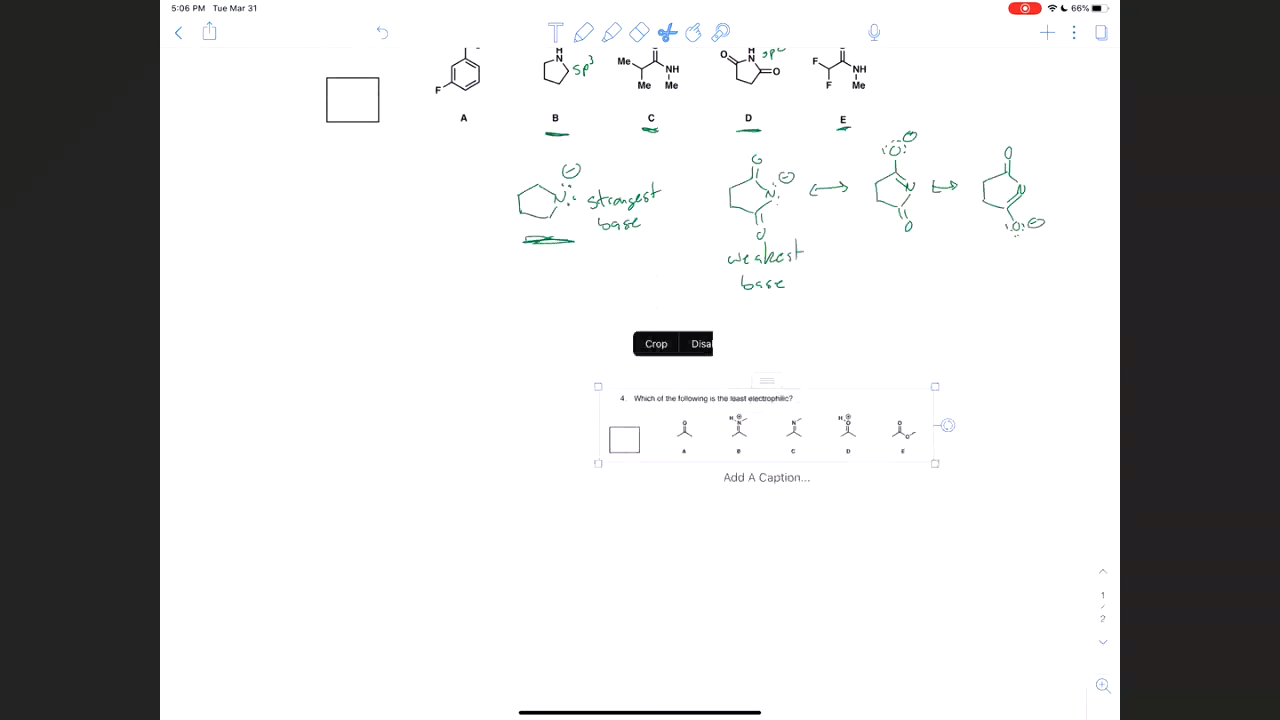 5:06 PM Tue Mar 31
66%
T
H
N
sp3
Me
NH
Me Me
O
N
O
F
F
NH
Me
F
A B C D E
N
strongest
base
O
N
O
weakest
base
O
N
O
O
N
O
Crop Disa
4. Which of the following is the least electrophilic?
O
H
N
N
H
O
O
O
A B C D E
Add A Caption...
1
/
2